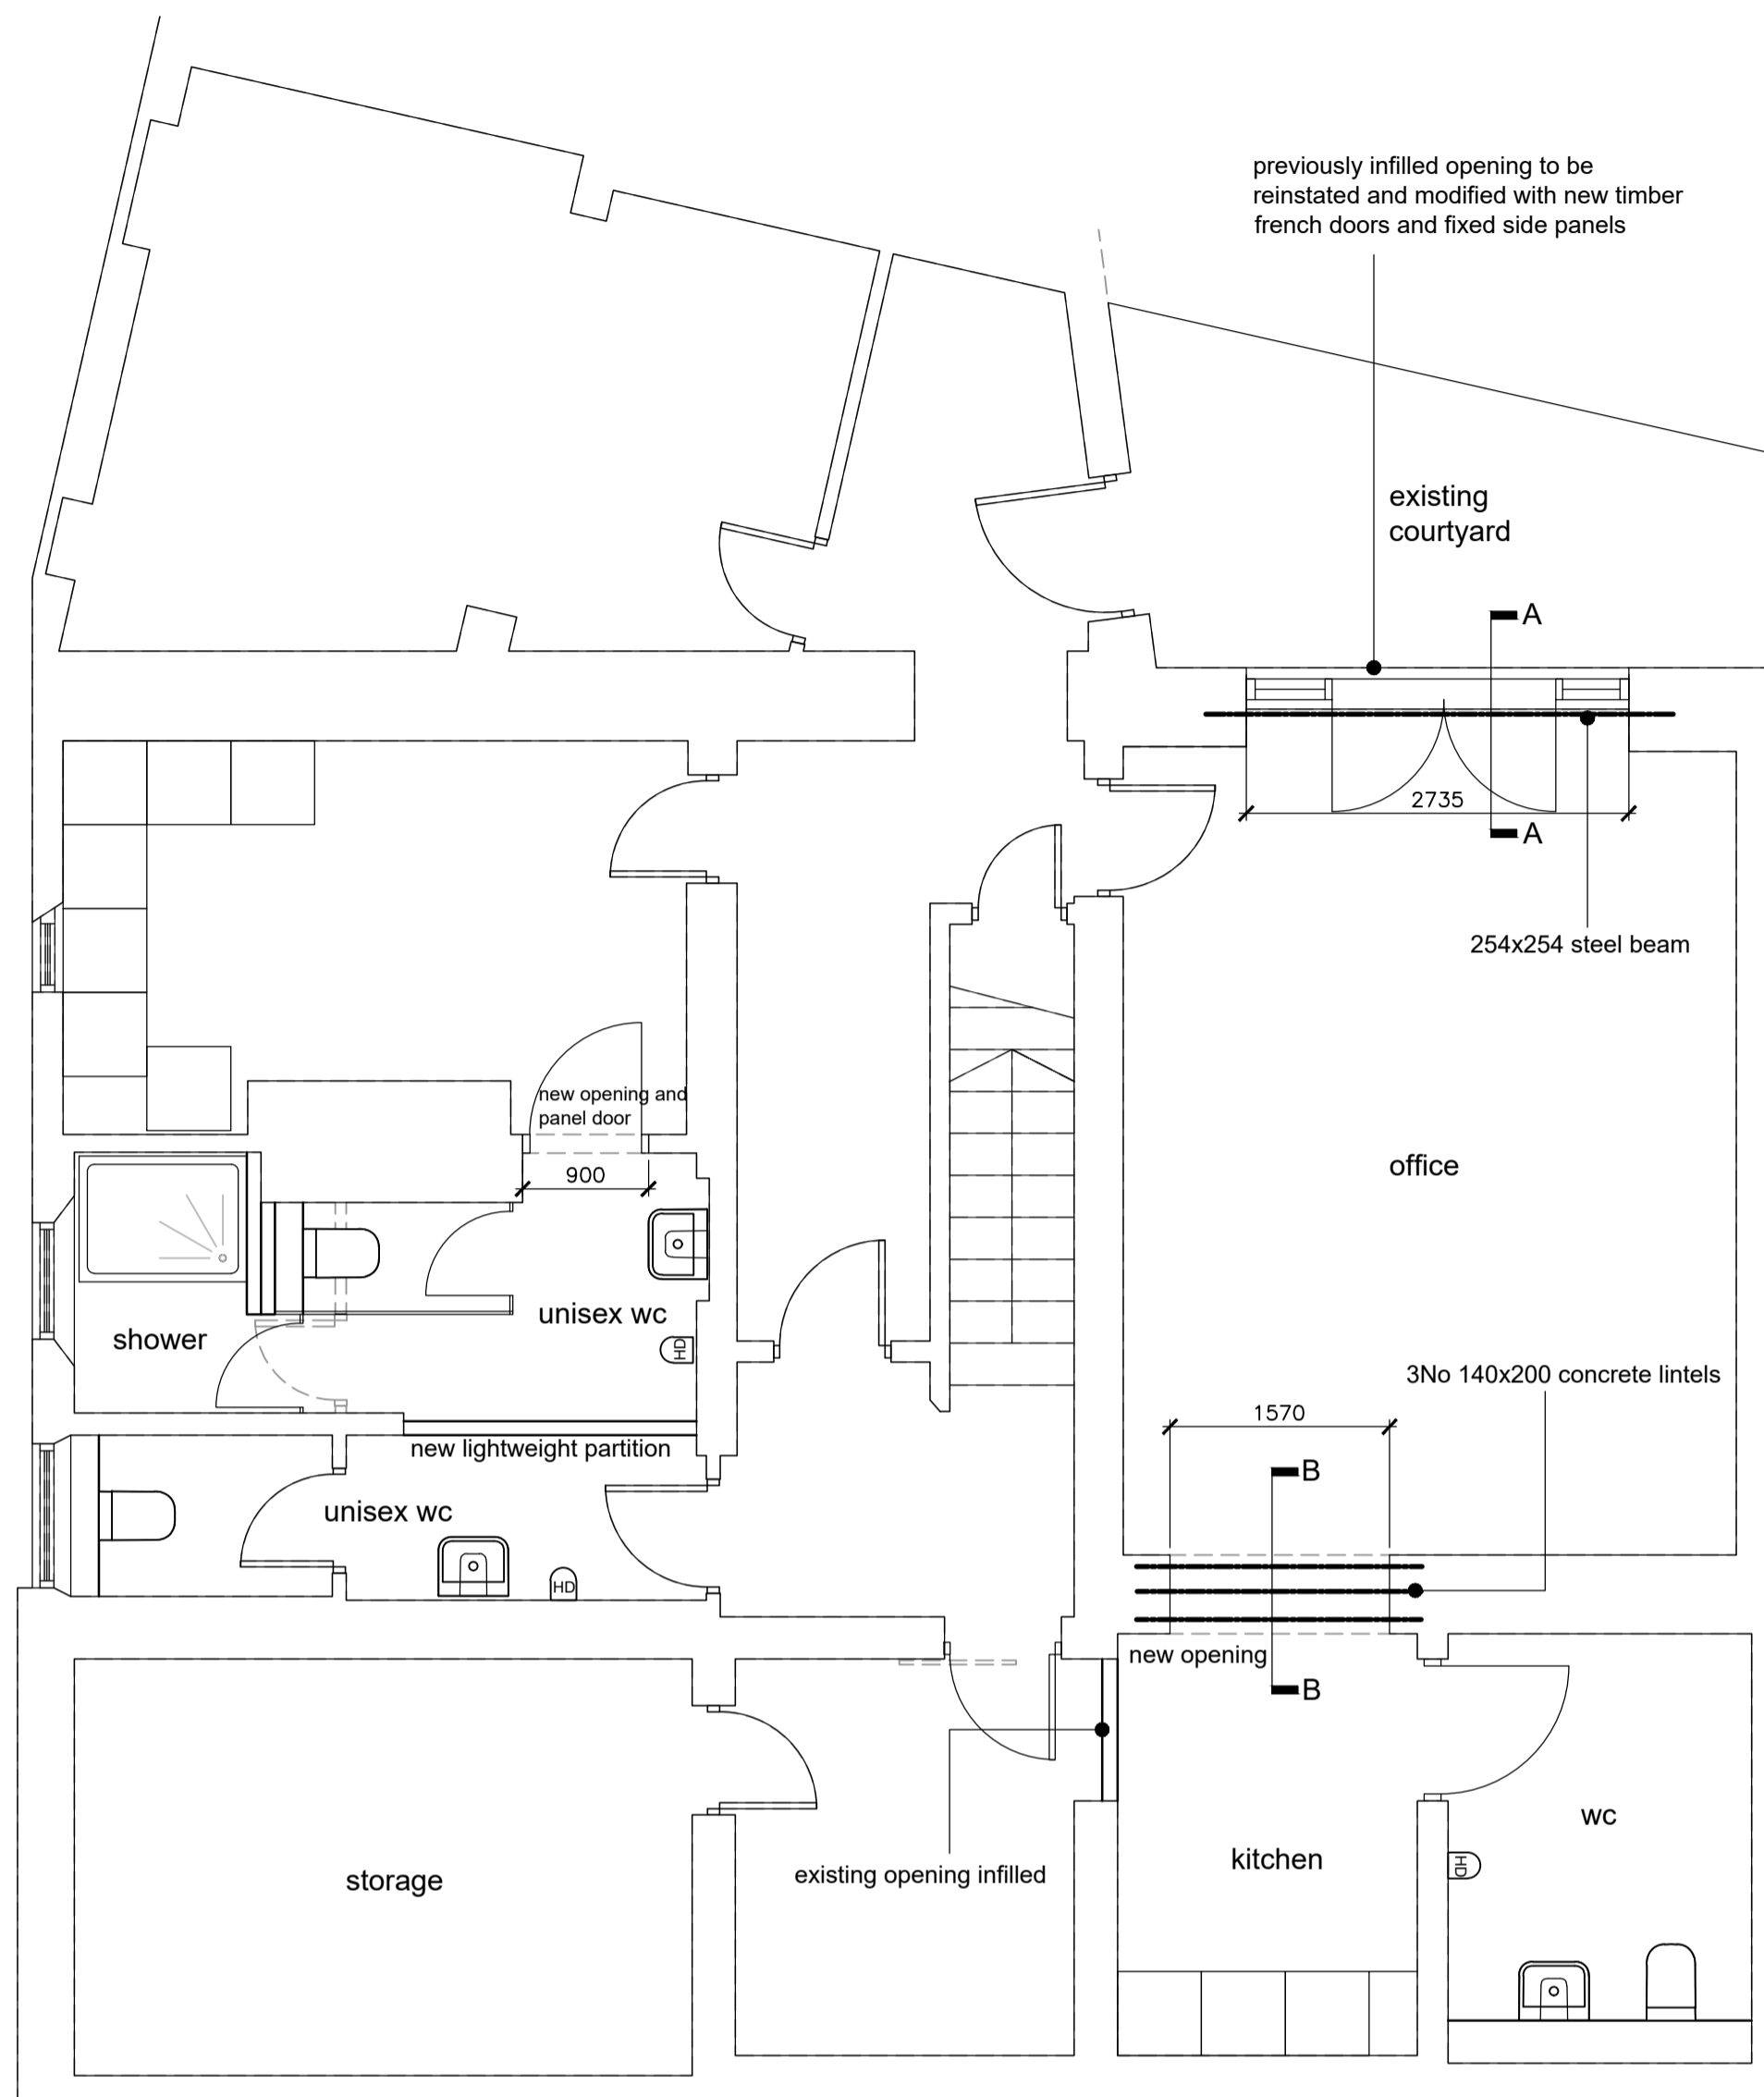 previously infilled opening to be
reinstated and modified with new timber
french doors and fixed side panels
existing
courtyard
A
2735
A
254x254 steel beam
new opening and
panel door
900
office
unisex wc
shower
HD
3No 140x200 concrete lintels
1570
new lightweight partition
B
unisex wc
HD
new opening
B
wc
kitchen
HD
existing opening infilled
storage